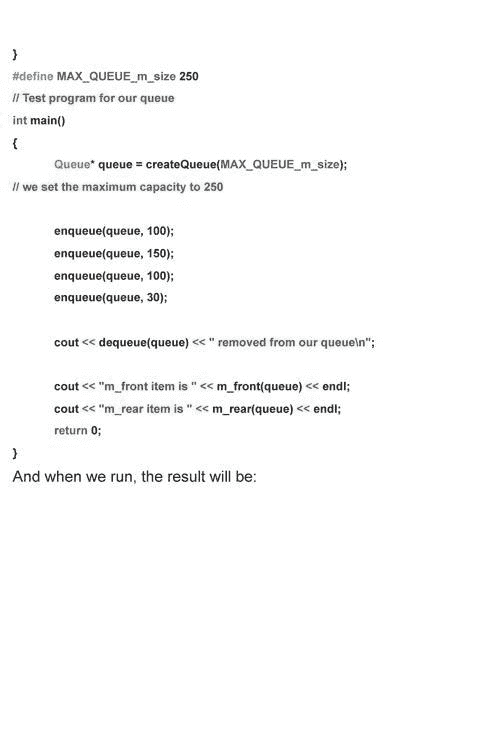 }
#define MAX_QUEUE_m_size 250
// Test program for our queue
int main()
{
Queue* queue = createQueue(MAX_QUEUE_m_size);
// we set the maximum capacity to 250
enqueue(queue, 100);
enqueue(queue, 150);
enqueue(queue, 100);
enqueue(queue, 30);
cout << dequeue(queue) << " removed from our queue\n";
cout << "m_front item is " << m_front(queue) << endl;
cout << "m_rear item is " << m_rear(queue) << endl;
return 0;
}
And when we run, the result will be: